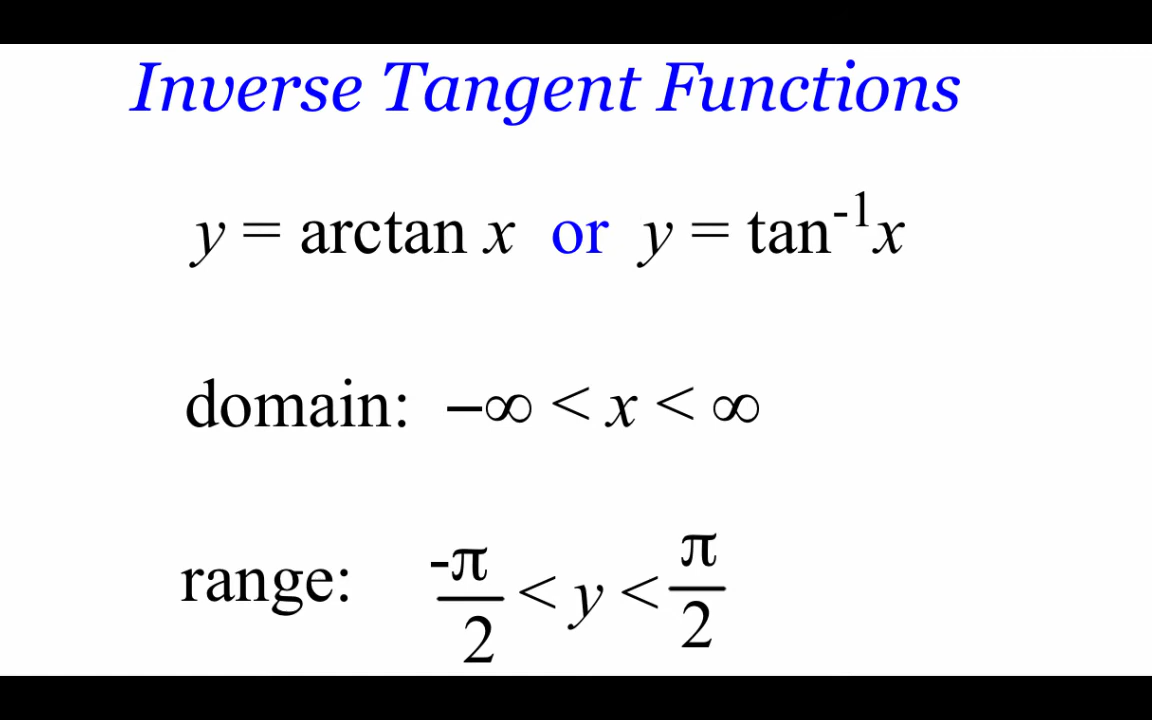 Inverse Tangent Functions
y = arctan x or y = tan⁻¹x
domain: −∞ < x < ∞
range: -π/2 < y < π/2